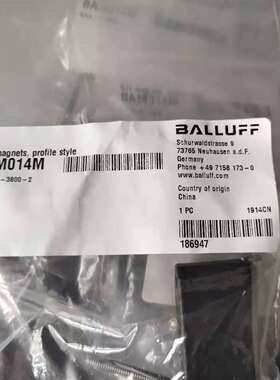 magnets, profile style
M014M
-3800-2
BALLUFF
Schurwaldstrasse 9
73765 Neuhausen a.d.F.
Germany
Phone +49 7158 173-0
www.balluff.com
Country of origin
China
1 PC 1914CN
186947